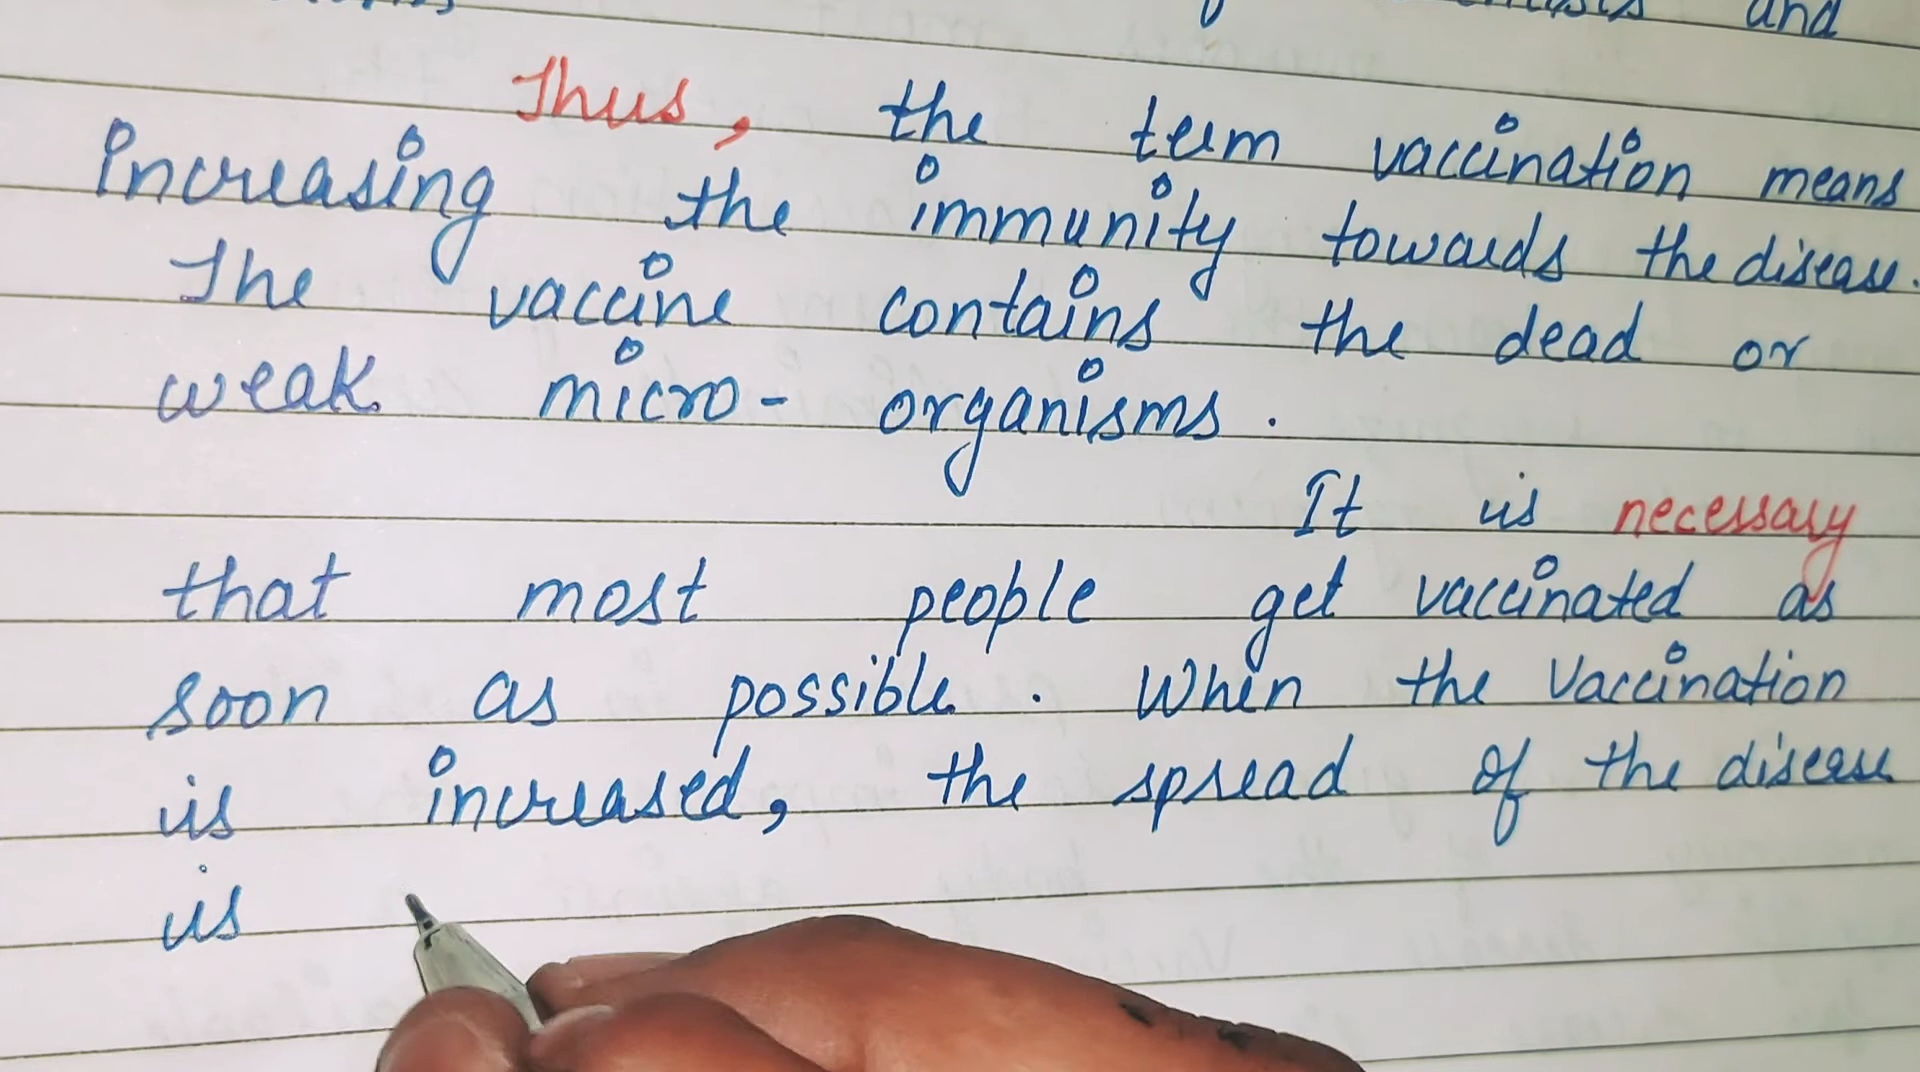 and
Thus, the term vaccination means
increasing the immunity towards the disease.
The vaccine contains the dead or
weak micro- organisms.
It is necessary
that most people get vaccinated as
soon as possible. When the vaccination
is increased, the spread of the disease
is